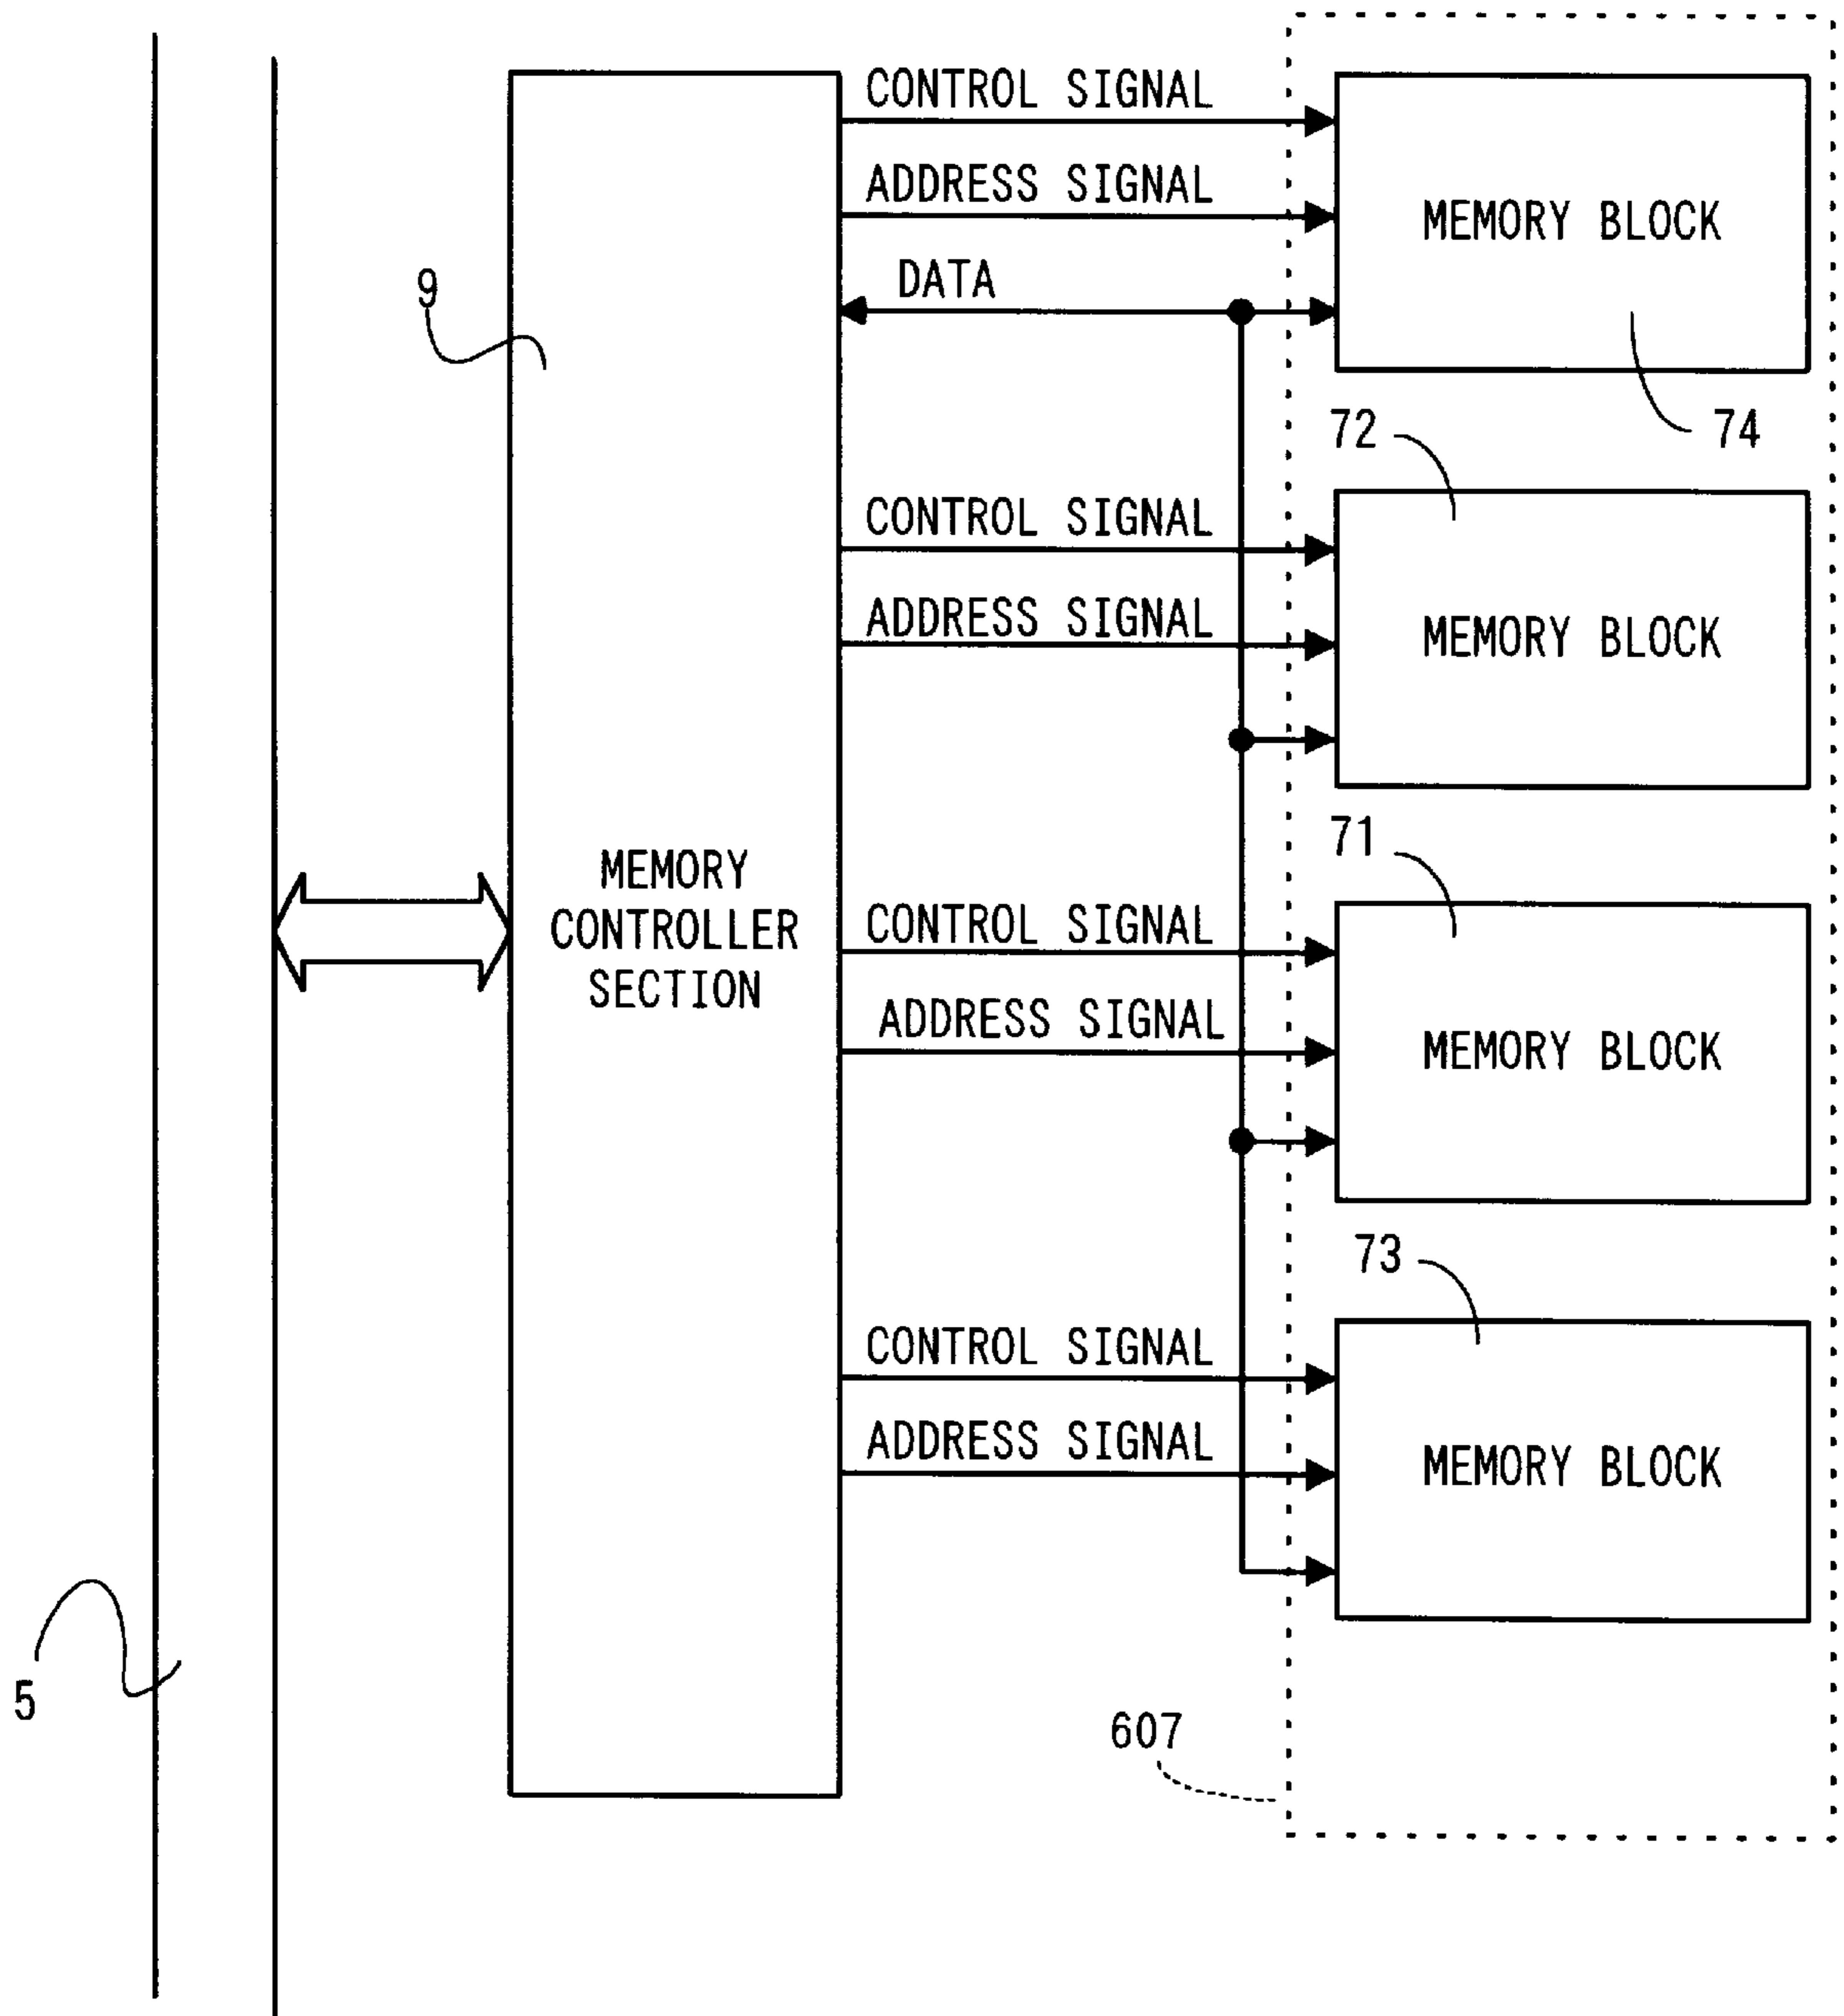 CONTROL SIGNAL
ADDRESS SIGNAL
MEMORY BLOCK
DATA
9
74
72
CONTROL SIGNAL
ADDRESS SIGNAL
MEMORY BLOCK
71
MEMORY
CONTROLLER
SECTION
CONTROL SIGNAL
ADDRESS SIGNAL
MEMORY BLOCK
73
CONTROL SIGNAL
ADDRESS SIGNAL
MEMORY BLOCK
5
607